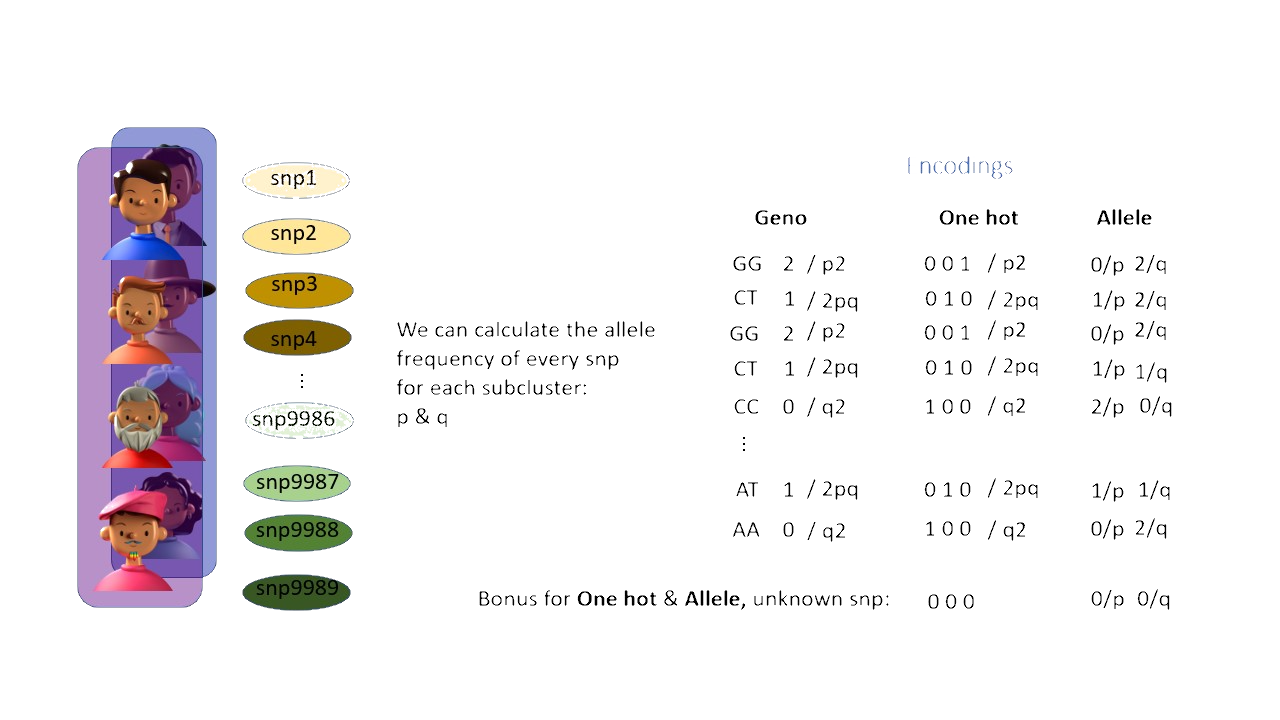 Encodings
snp1
snp2
snp3
snp4
⋮
snp9986
snp9987
snp9988
snp9989
We can calculate the allele
frequency of every snp
for each subcluster:
p & q
Geno One hot Allele
GG 2 / p2 0 0 1 / p2 0/p 2/q
CT 1 / 2pq 0 1 0 / 2pq 1/p 2/q
GG 2 / p2 0 0 1 / p2 0/p 2/q
CT 1 / 2pq 0 1 0 / 2pq 1/p 1/q
CC 0 / q2 1 0 0 / q2 2/p 0/q
⋮
AT 1 / 2pq 0 1 0 / 2pq 1/p 1/q
AA 0 / q2 1 0 0 / q2 0/p 2/q
Bonus for One hot & Allele, unknown snp: 0 0 0 0/p 0/q